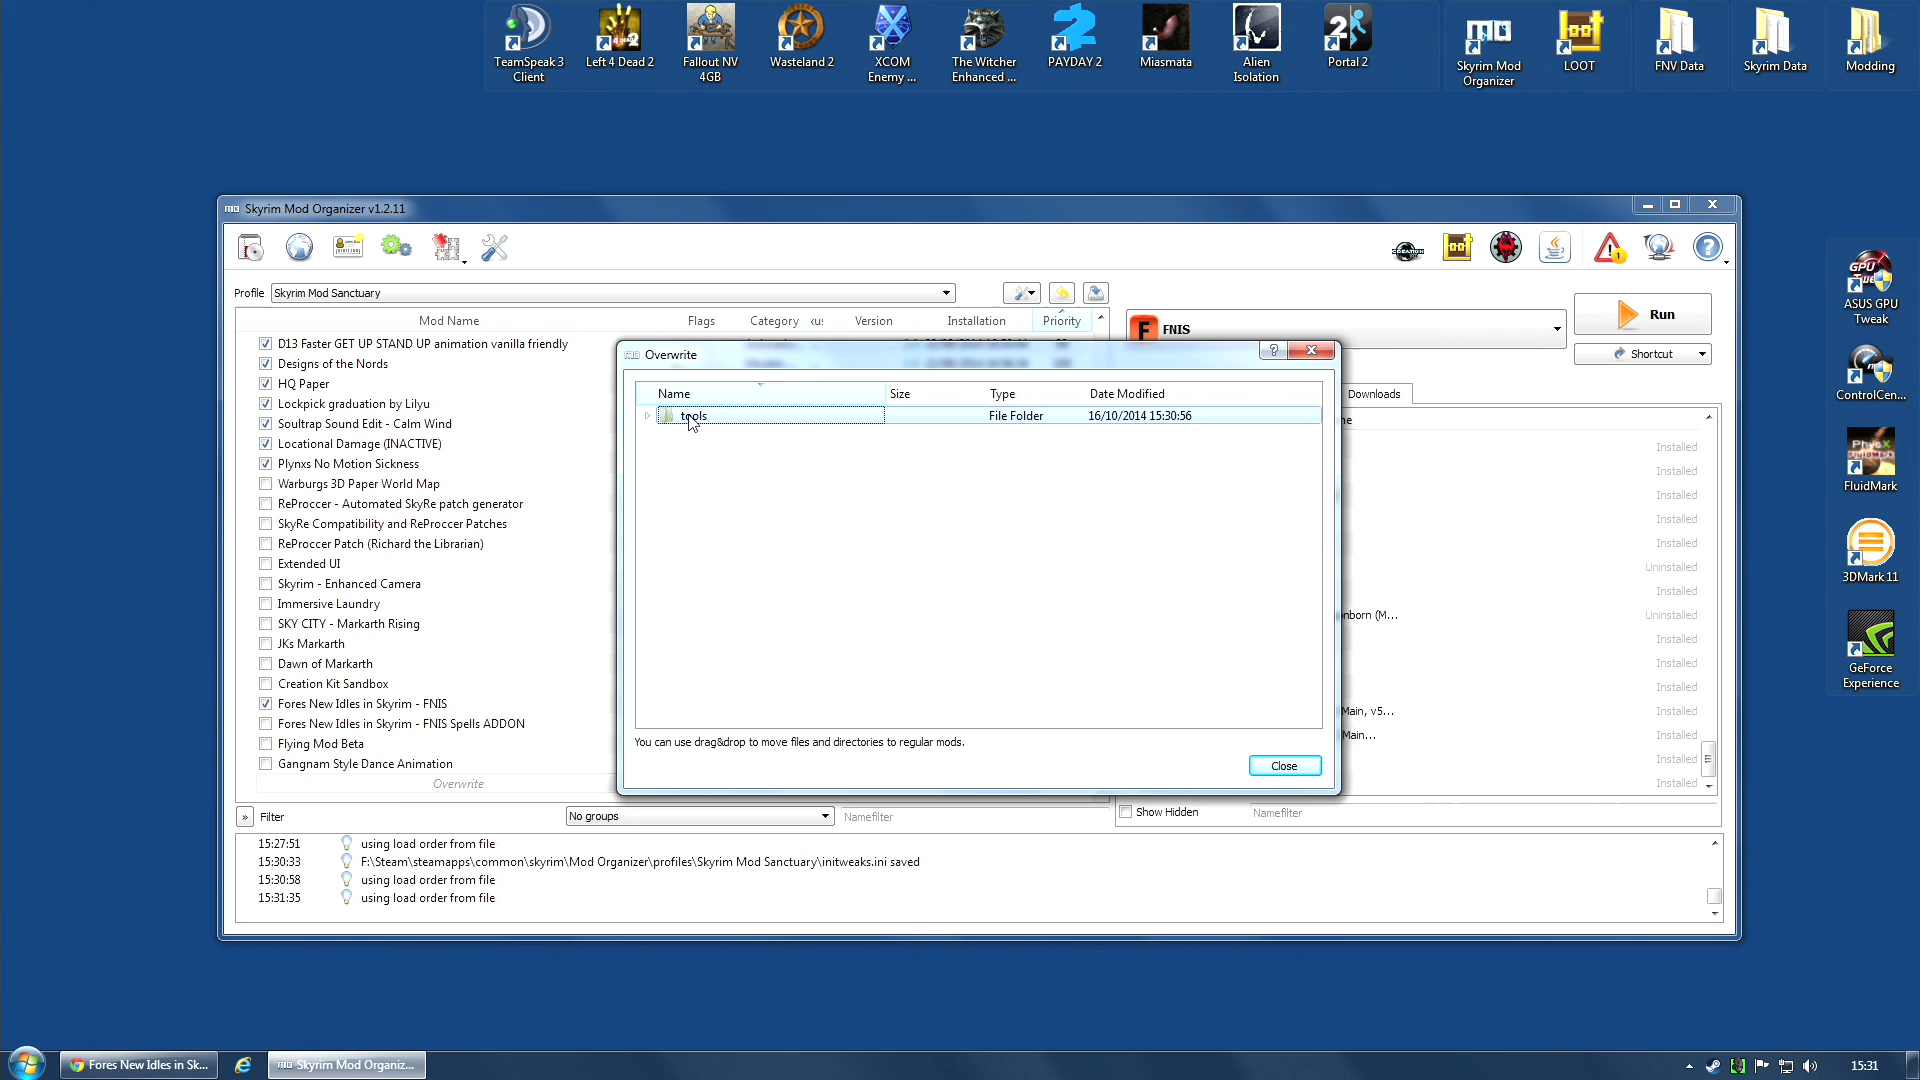 TeamSpeak 3
Client
Left 4 Dead 2
Fallout NV
4GB
Wasteland 2
XCOM
Enemy ...
The Witcher
Enhanced ...
PAYDAY 2
Miasmata
Alien
Isolation
Portal 2
Skyrim Mod
Organizer
LOOT
FNV Data
Skyrim Data
Modding
Skyrim Mod Organizer v1.2.11
Profile
Skyrim Mod Sanctuary
Mod Name
Flags
Category
Version
Installation
Priority
FNIS
Run
Shortcut
D13 Faster GET UP STAND UP animation vanilla friendly
Designs of the Nords
HQ Paper
Lockpick graduation by Lilyu
Soultrap Sound Edit - Calm Wind
Locational Damage (INACTIVE)
Plynxs No Motion Sickness
Warburgs 3D Paper World Map
ReProccer - Automated SkyRe patch generator
SkyRe Compatibility and ReProccer Patches
ReProccer Patch (Richard the Librarian)
Extended UI
Skyrim - Enhanced Camera
Immersive Laundry
SKY CITY - Markarth Rising
JKs Markarth
Dawn of Markarth
Creation Kit Sandbox
Fores New Idles in Skyrim - FNIS
Fores New Idles in Skyrim - FNIS Spells ADDON
Flying Mod Beta
Gangnam Style Dance Animation
Overwrite
Overwrite
Name
Size
Type
Date Modified
tools
File Folder
16/10/2014 15:30:56
You can use drag&drop to move files and directories to regular mods.
Close
Downloads
Installed
Installed
Installed
Installed
Installed
Uninstalled
Installed
nborn (M...
Uninstalled
Installed
Installed
Installed
Main, v5...
Installed
Main...
Installed
Installed
Installed
Filter
No groups
Namefilter
Show Hidden
Namefilter
15:27:51
using load order from file
15:30:33
F:\Steam\steamapps\common\skyrim\Mod Organizer\profiles\Skyrim Mod Sanctuary\initweaks.ini saved
15:30:58
using load order from file
15:31:35
using load order from file
ASUS GPU
Tweak
ControlCen...
FluidMark
3DMark 11
GeForce
Experience
Fores New Idles in Sk...
Skyrim Mod Organiz...
15:31